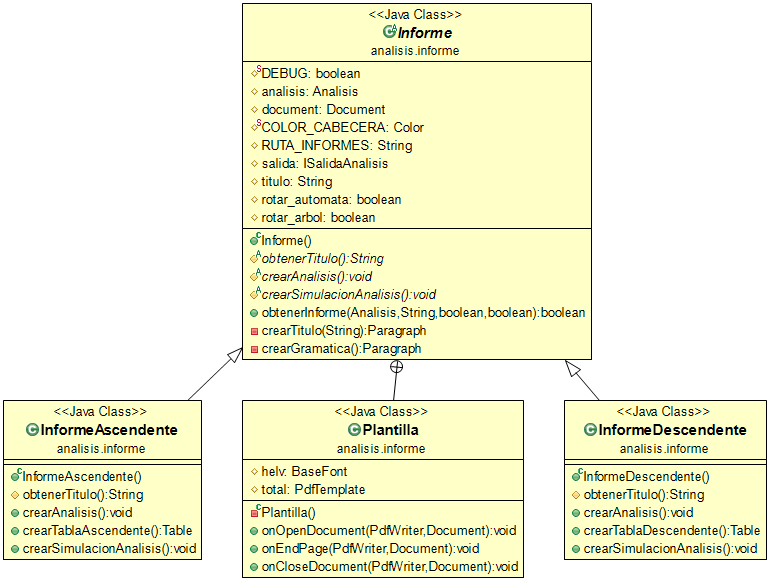 <<Java Class>>
Informe
analisis.informe
DEBUG: boolean
analisis: Analisis
document: Document
COLOR_CABECERA: Color
RUTA_INFORMES: String
salida: ISalidaAnalisis
titulo: String
rotar_automata: boolean
rotar_arbol: boolean
Informe()
obtenerTitulo():String
crearAnalisis():void
crearSimulacionAnalisis():void
obtenerInforme(Analisis,String,boolean,boolean):boolean
crearTitulo(String):Paragraph
crearGramatica():Paragraph
<<Java Class>>
InformeAscendente
analisis.informe
InformeAscendente()
obtenerTitulo():String
crearAnalisis():void
crearTablaAscendente():Table
crearSimulacionAnalisis():void
<<Java Class>>
Plantilla
analisis.informe
helv: BaseFont
total: PdfTemplate
Plantilla()
onOpenDocument(PdfWriter,Document):void
onEndPage(PdfWriter,Document):void
onCloseDocument(PdfWriter,Document):void
<<Java Class>>
InformeDescendente
analisis.informe
InformeDescendente()
obtenerTitulo():String
crearAnalisis():void
crearTablaDescendente():Table
crearSimulacionAnalisis():void